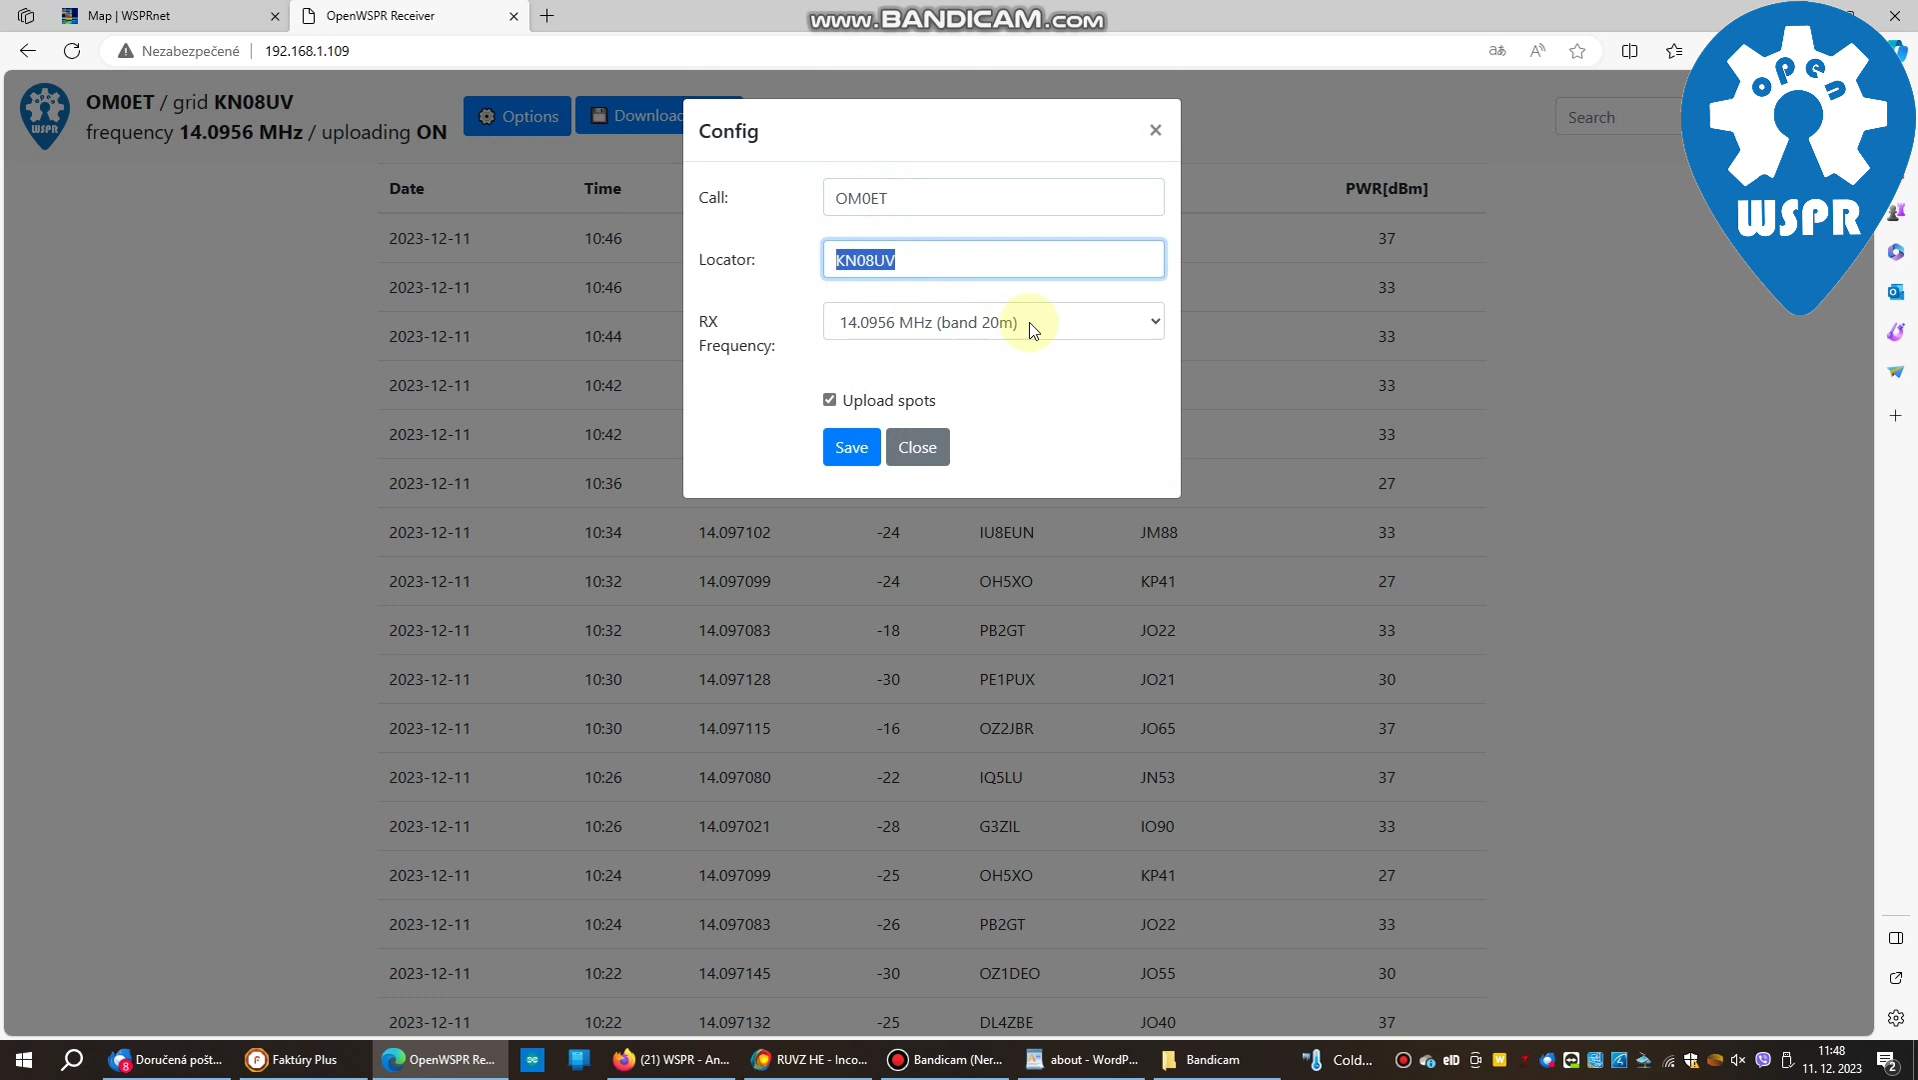 Map | WSPRnet
OpenWSPR Receiver
www.BANDICAM.COM
Nezabezpečené
192.168.1.109
WSPR
OM0ET / grid KN08UV
frequency 14.0956 MHz / uploading ON
Options
Download
Search
open
WSPR
Config
×
Call:
OM0ET
Locator:
KN08UV
RX
Frequency:
14.0956 MHz (band 20m)
Upload spots
Save
Close
Date Time PWR[dBm]
2023-12-11 10:46 37
2023-12-11 10:46 33
2023-12-11 10:44 33
2023-12-11 10:42 33
2023-12-11 10:42 33
2023-12-11 10:36 27
2023-12-11 10:34 14.097102 -24 IU8EUN JM88 33
2023-12-11 10:32 14.097099 -24 OH5XO KP41 27
2023-12-11 10:32 14.097083 -18 PB2GT JO22 33
2023-12-11 10:30 14.097128 -30 PE1PUX JO21 30
2023-12-11 10:30 14.097115 -16 OZ2JBR JO65 37
2023-12-11 10:26 14.097080 -22 IQ5LU JN53 37
2023-12-11 10:26 14.097021 -28 G3ZIL IO90 33
2023-12-11 10:24 14.097099 -25 OH5XO KP41 27
2023-12-11 10:24 14.097083 -26 PB2GT JO22 33
2023-12-11 10:22 14.097145 -30 OZ1DEO JO55 30
2023-12-11 10:22 14.097132 -25 DL4ZBE JO40 37
8
Doručená pošt...
Faktúry Plus
OpenWSPR Re...
(21) WSPR - An...
RUVZ HE - Inco...
Bandicam (Ner...
about - WordP...
Bandicam
Cold...
eID
11:48
11. 12. 2023
2